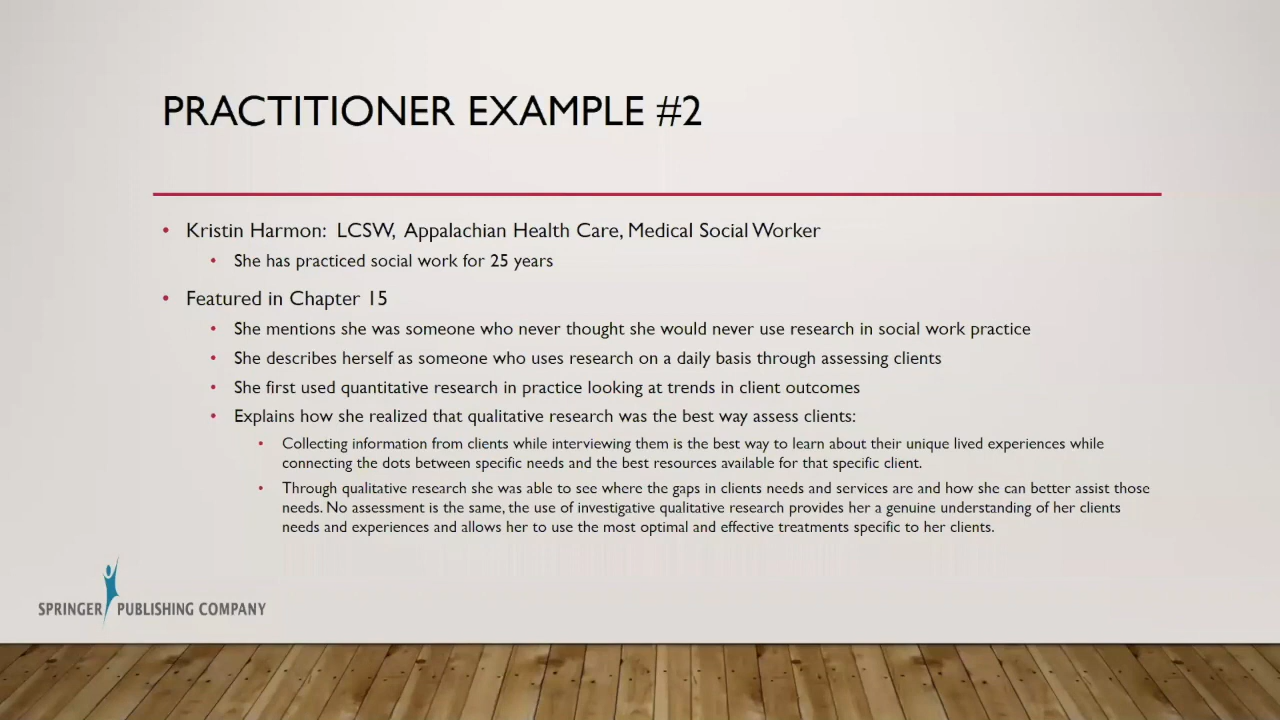 PRACTITIONER EXAMPLE #2
• Kristin Harmon: LCSW, Appalachian Health Care, Medical Social Worker
• She has practiced social work for 25 years
• Featured in Chapter 15
• She mentions she was someone who never thought she would never use research in social work practice
• She describes herself as someone who uses research on a daily basis through assessing clients
• She first used quantitative research in practice looking at trends in client outcomes
• Explains how she realized that qualitative research was the best way assess clients:
• Collecting information from clients while interviewing them is the best way to learn about their unique lived experiences while
connecting the dots between specific needs and the best resources available for that specific client.
• Through qualitative research she was able to see where the gaps in clients needs and services are and how she can better assist those
needs. No assessment is the same, the use of investigative qualitative research provides her a genuine understanding of her clients
needs and experiences and allows her to use the most optimal and effective treatments specific to her clients.
SPRINGER PUBLISHING COMPANY